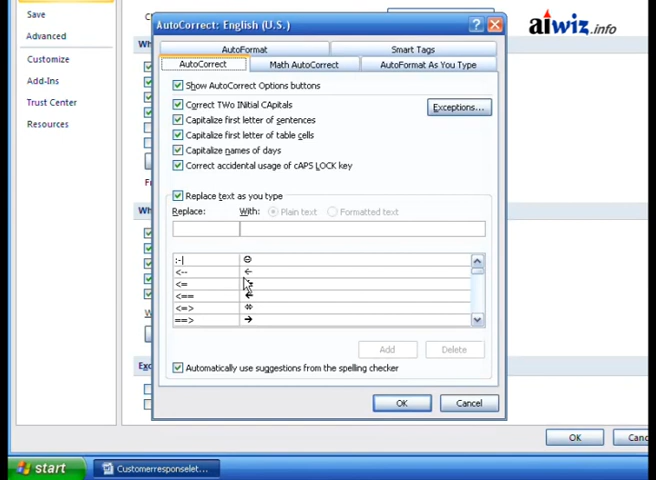 Save
Advanced
Customize
Add-Ins
Trust Center
Resources
AutoCorrect: English (U.S.)
aiwiz.info
AutoFormat
Smart Tags
AutoCorrect
Math AutoCorrect
AutoFormat As You Type
Show AutoCorrect Options buttons
Correct TWo INitial CApitals
Exceptions...
Capitalize first letter of sentences
Capitalize first letter of table cells
Capitalize names of days
Correct accidental usage of cAPS LOCK key
Replace text as you type
Replace:
With:
Plain text
Formatted text
:-|
<--
<=
<==
<=>
==>
Add
Delete
Automatically use suggestions from the spelling checker
OK
Cancel
OK
start
Customerresponselet...